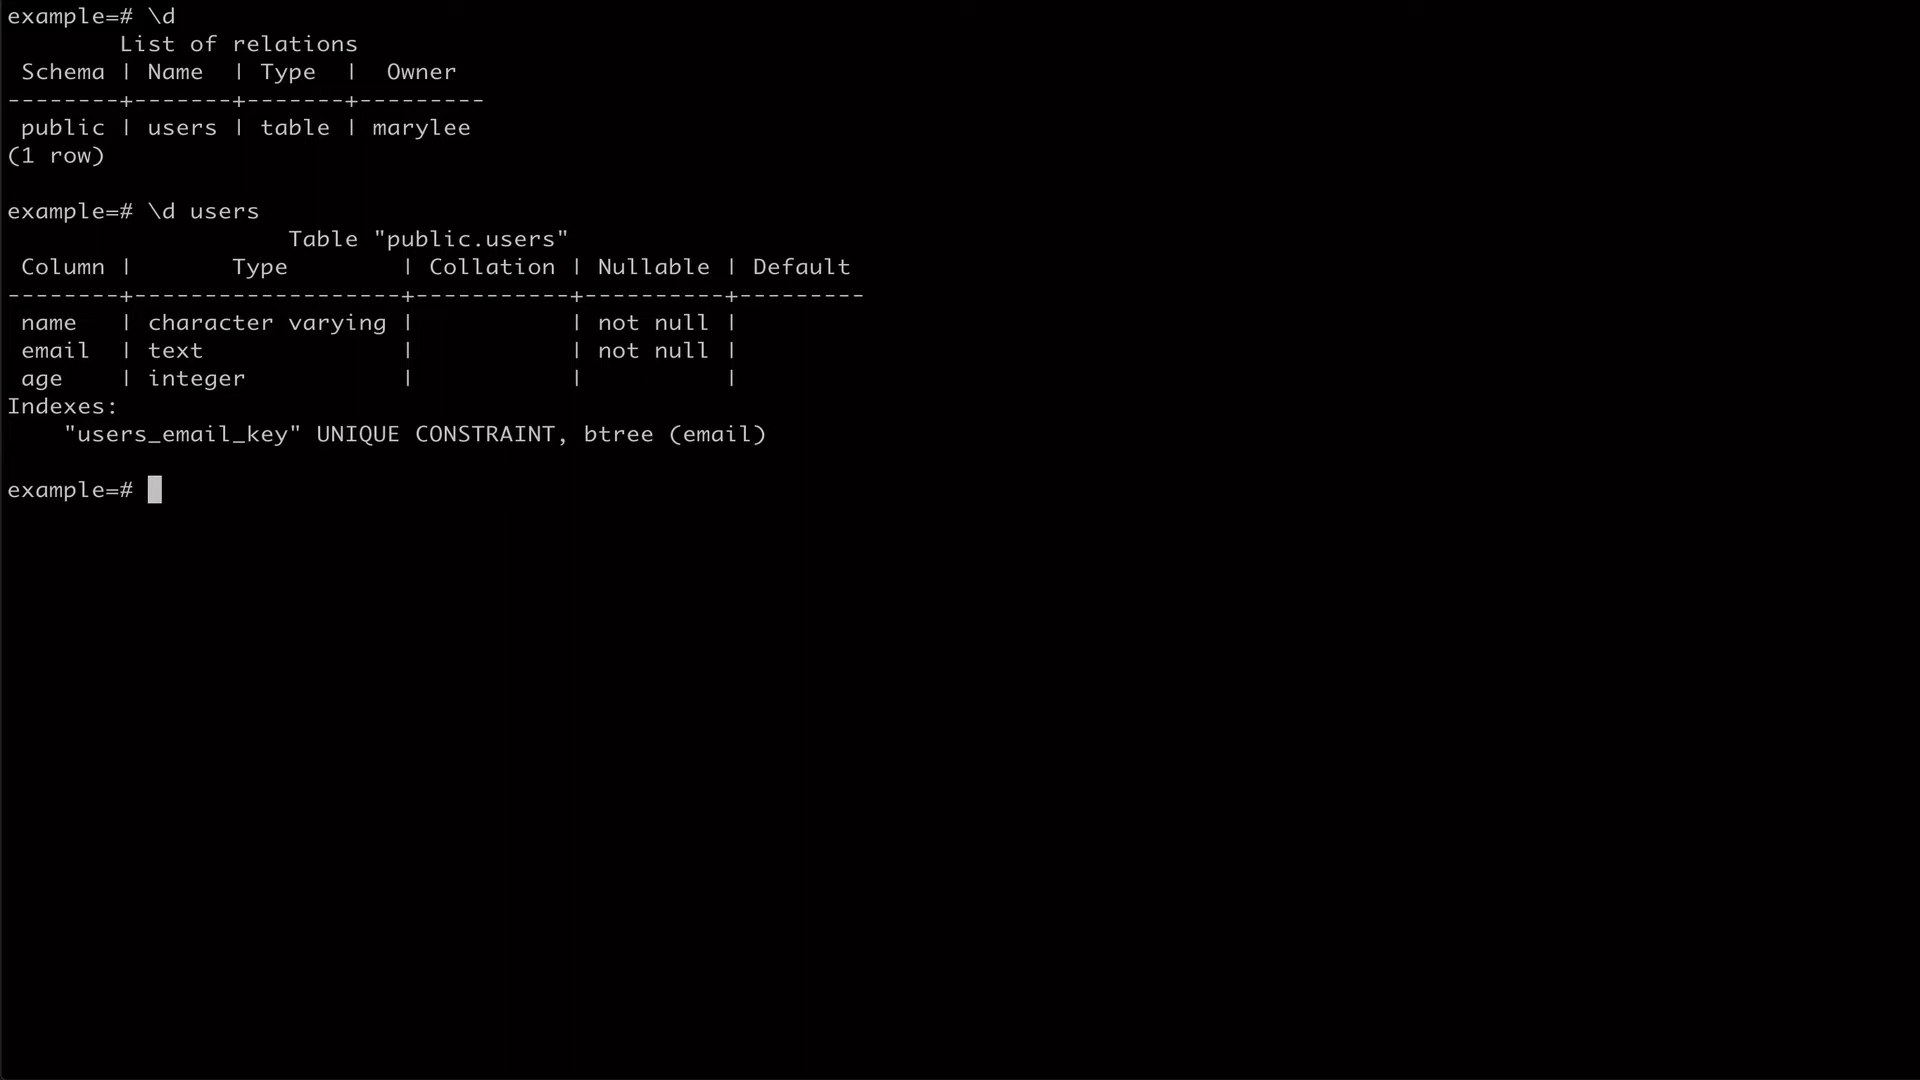 example=# \d
        List of relations
 Schema | Name  | Type  |  Owner
--------+-------+-------+---------
 public | users | table | marylee
(1 row)

example=# \d users
                    Table "public.users"
 Column |       Type        | Collation | Nullable | Default
--------+-------------------+-----------+----------+---------
 name   | character varying |           | not null |
 email  | text              |           | not null |
 age    | integer           |           |          |
Indexes:
    "users_email_key" UNIQUE CONSTRAINT, btree (email)

example=#